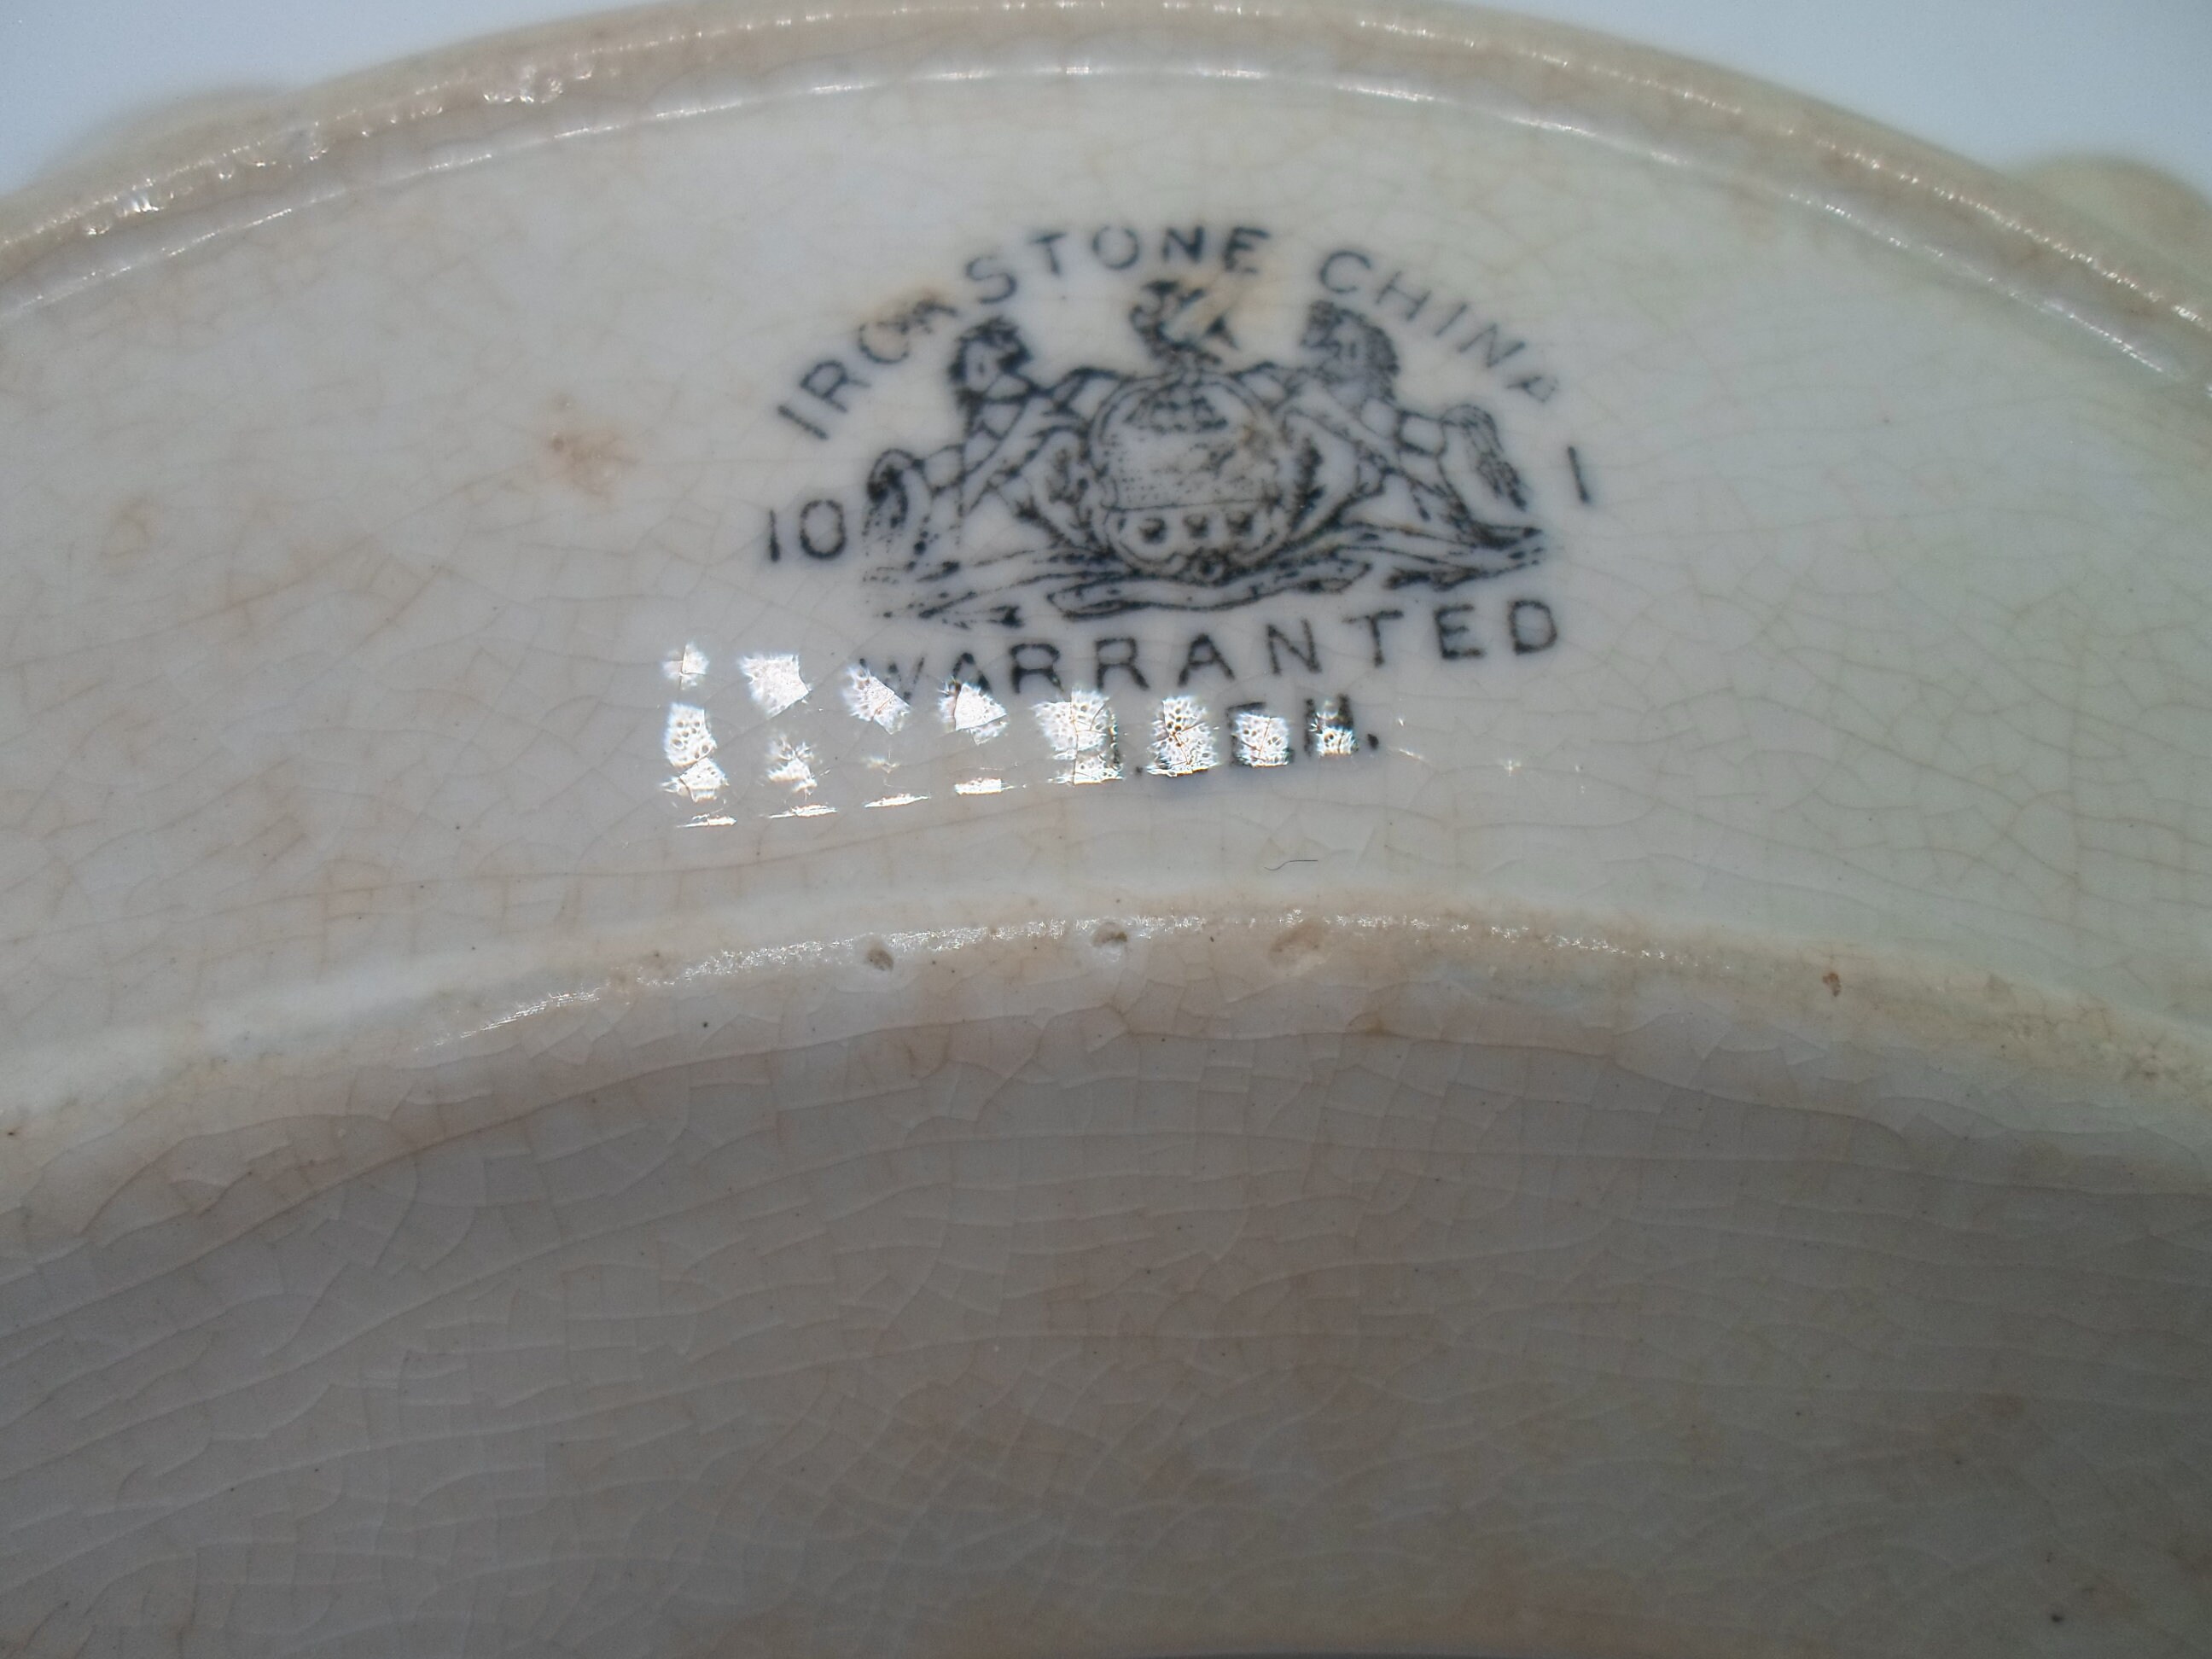 IRONSTONE CHINA
10 1
WARRANTED